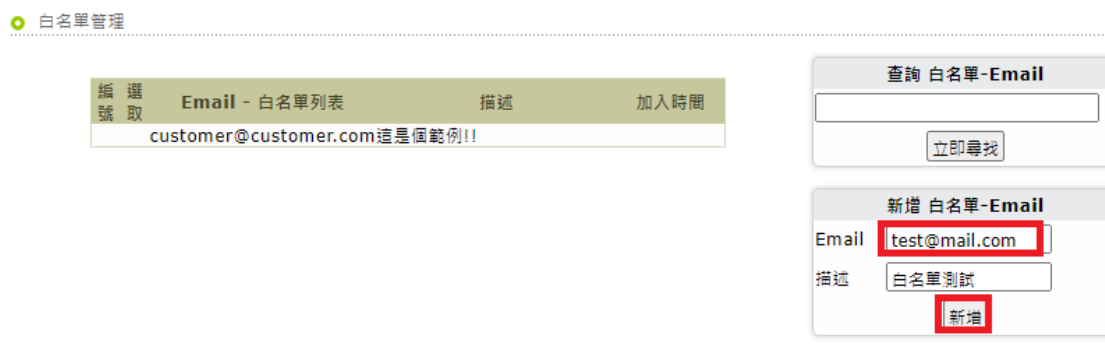 白名單管理
編號 選取 Email - 白名單列表 描述 加入時間
customer@customer.com這是個範例!!
查詢 白名單-Email
立即尋找
新增 白名單-Email
Email test@mail.com
描述 白名單測試
新增